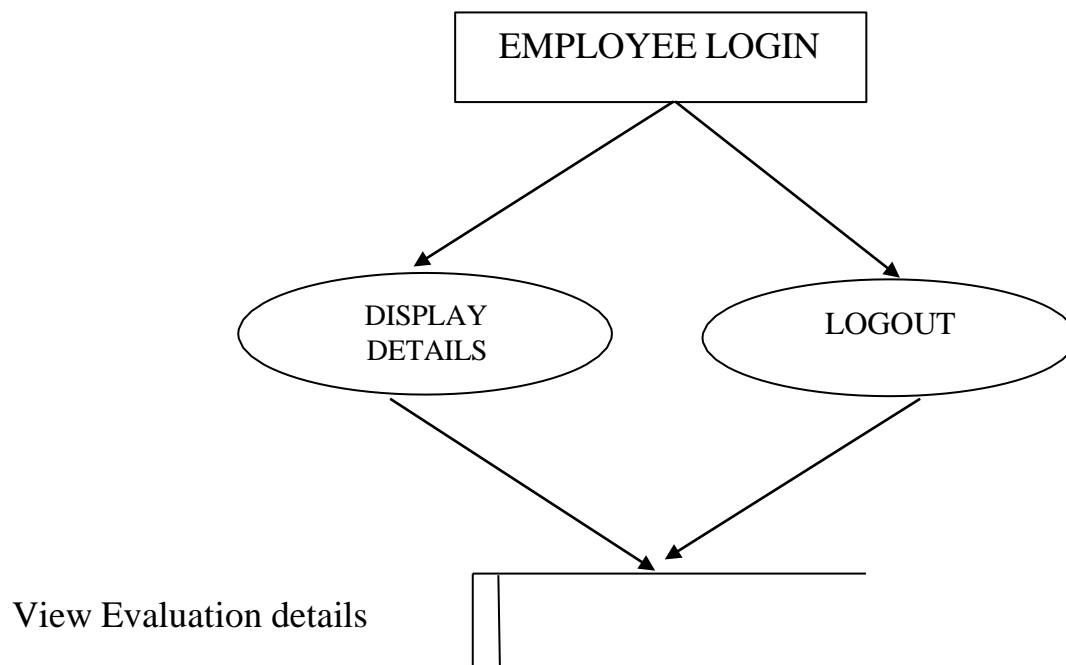 EMPLOYEE LOGIN
DISPLAY
DETAILS
LOGOUT
View Evaluation details